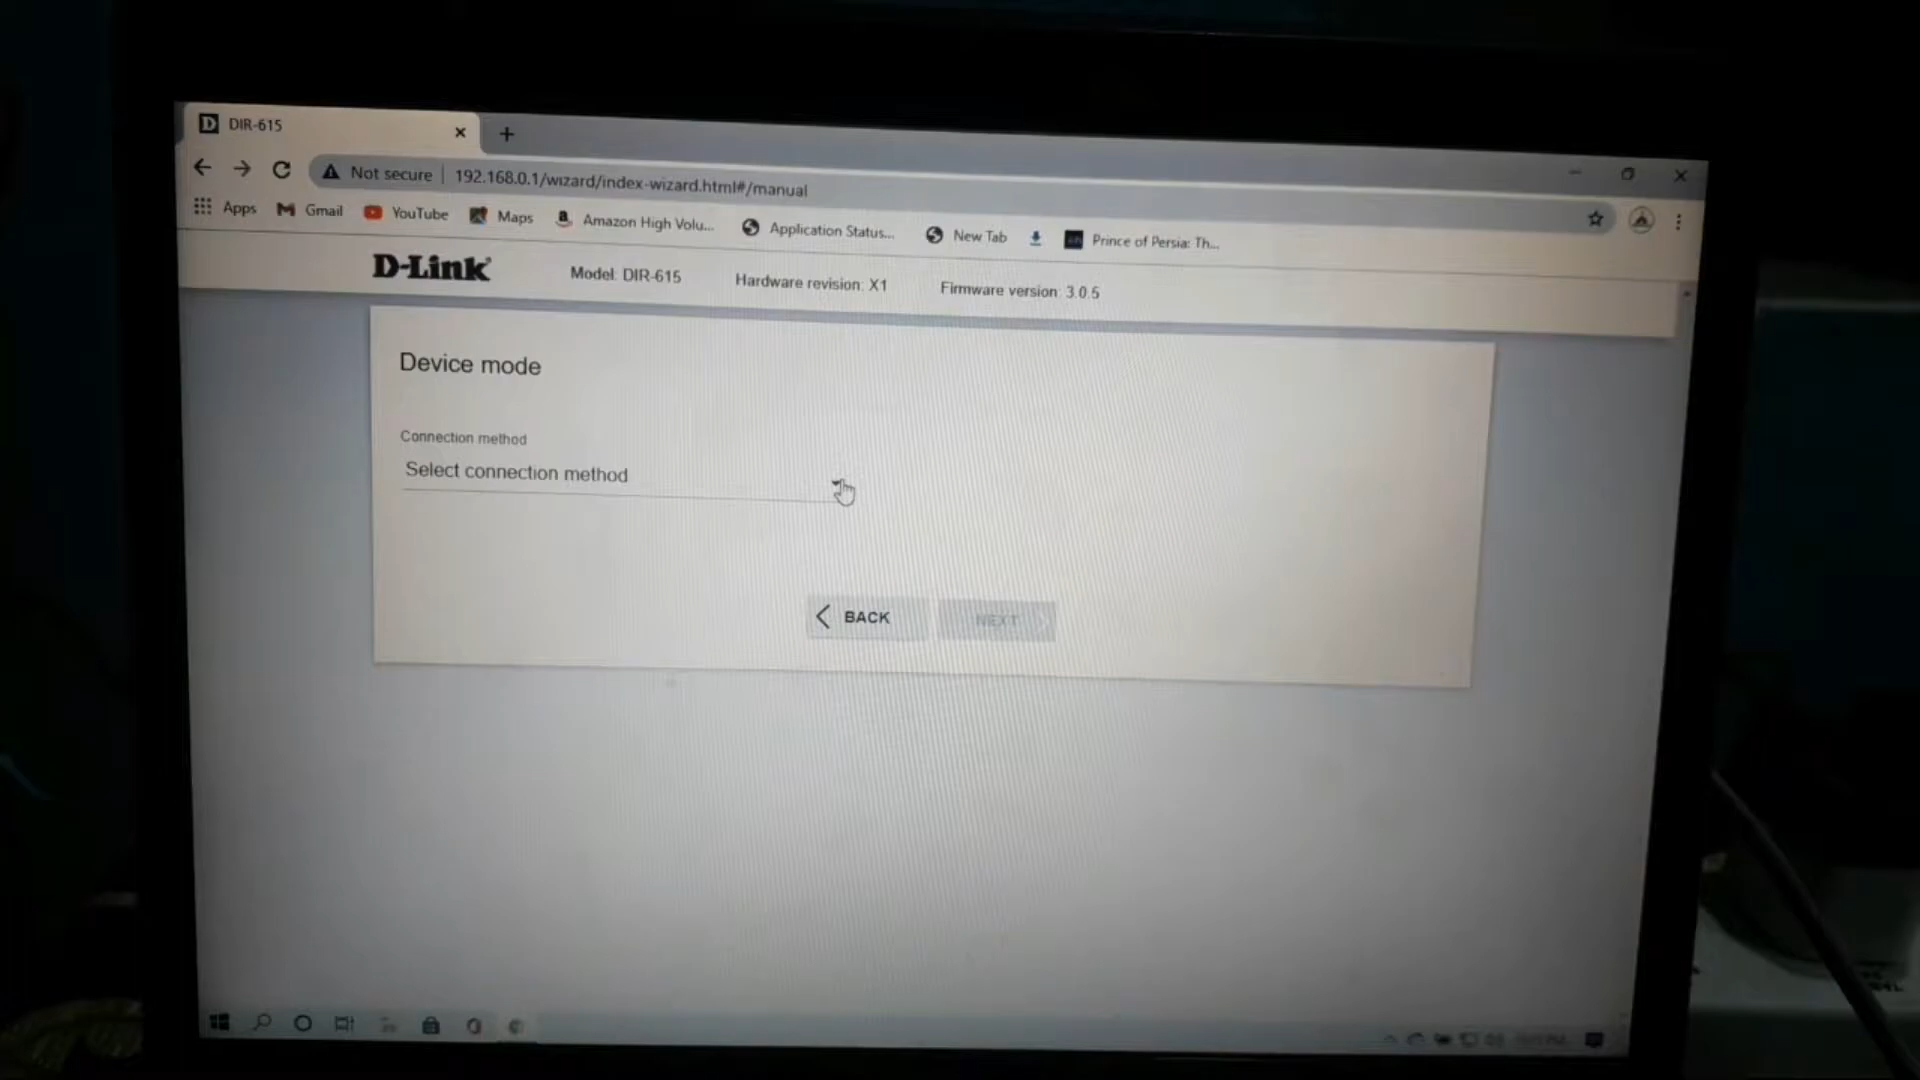 DIR-615
Not secure 192.168.0.1/wizard/index-wizard.html#/manual
Apps Gmail YouTube Maps Amazon High Volu... Application Status... New Tab Prince of Persia: Th...
D-Link Model: DIR-615 Hardware revision: X1 Firmware version: 3.0.5
Device mode
Connection method
Select connection method
BACK NEXT